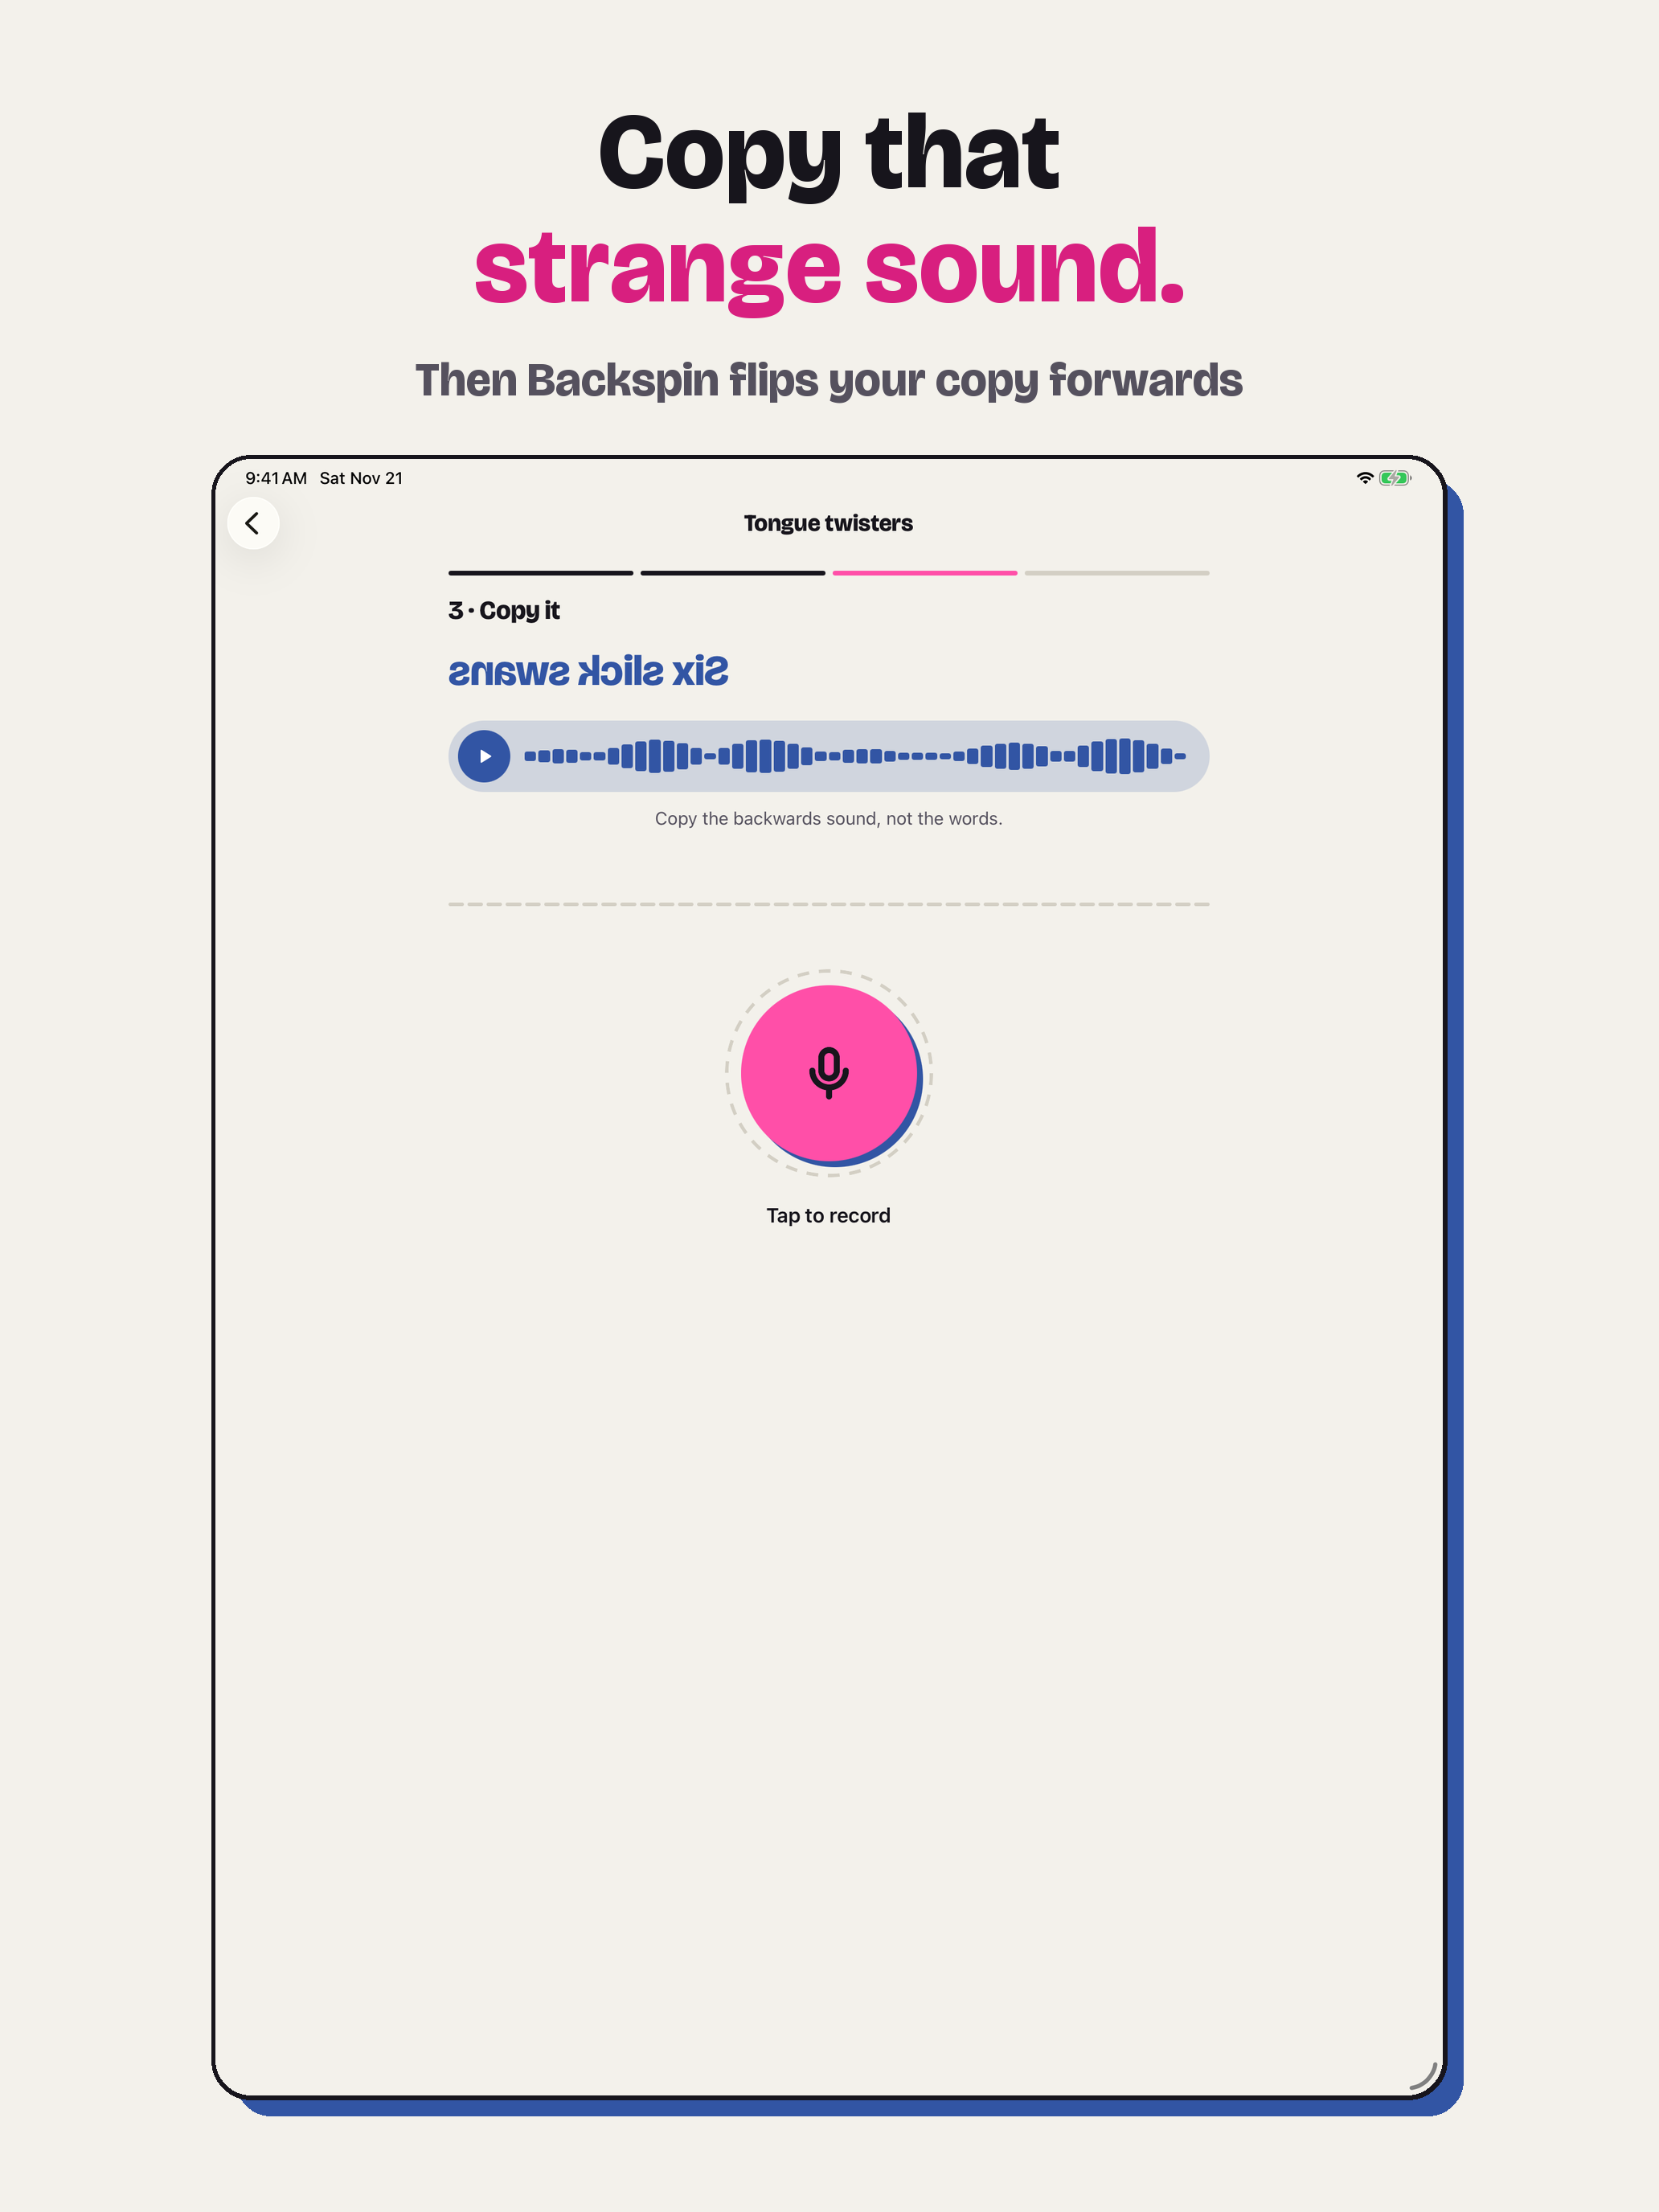 Copy that
strange sound.
Then Backspin flips your copy forwards
9:41 AM Sat Nov 21
Tongue twisters
3 · Copy it
Six slick swans
Copy the backwards sound, not the words.
Tap to record